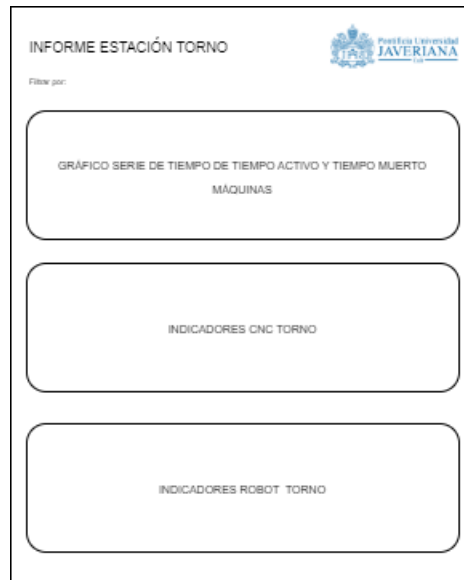 INFORME ESTACIÓN TORNO
Pontificia Universidad
JAVERIANA
Cali
Filtrar por:
GRÁFICO SERIE DE TIEMPO DE TIEMPO ACTIVO Y TIEMPO MUERTO
MÁQUINAS
INDICADORES CNC TORNO
INDICADORES ROBOT TORNO